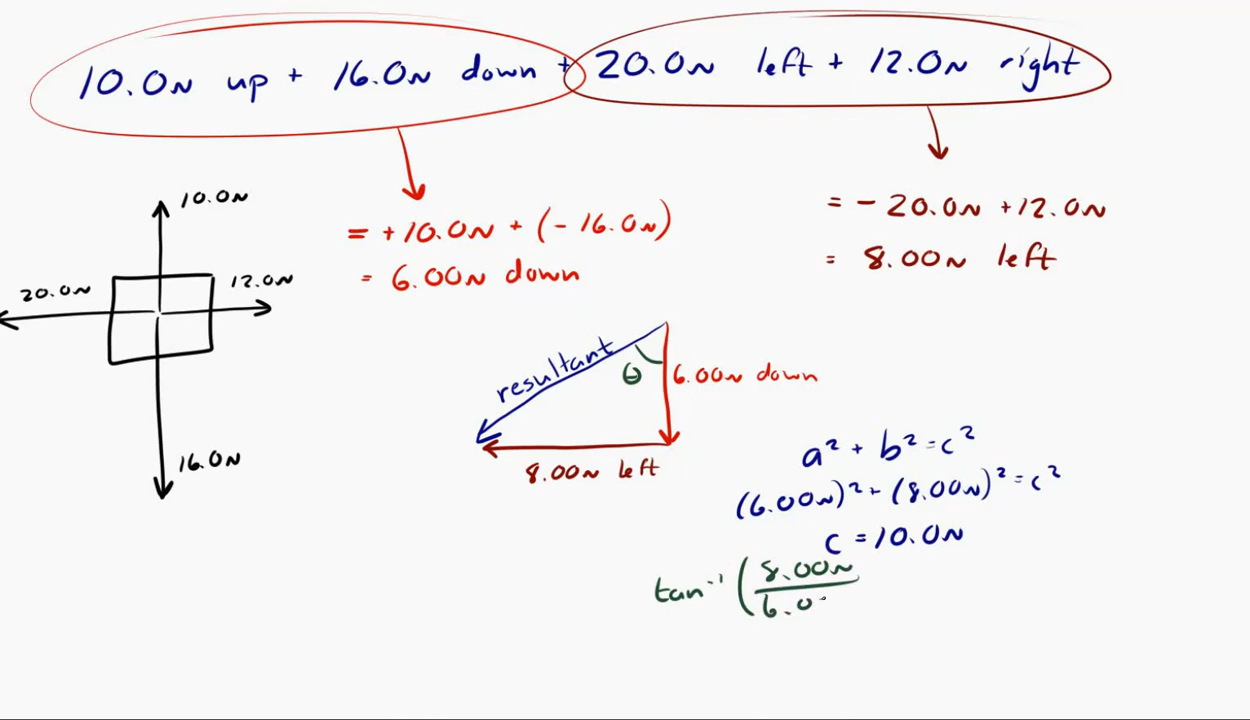 10.0N up + 16.0N down + 20.0N left + 12.0N right
10.0N
20.0N
12.0N
16.0N
= +10.0N + (-16.0N)
= 6.00N down
= -20.0N +12.0N
= 8.00N left
resultant
θ
6.00N down
8.00N left
a² + b² = c²
(6.00N)² + (8.00N)² = c²
c = 10.0N
tan⁻¹ (8.00N
6.0